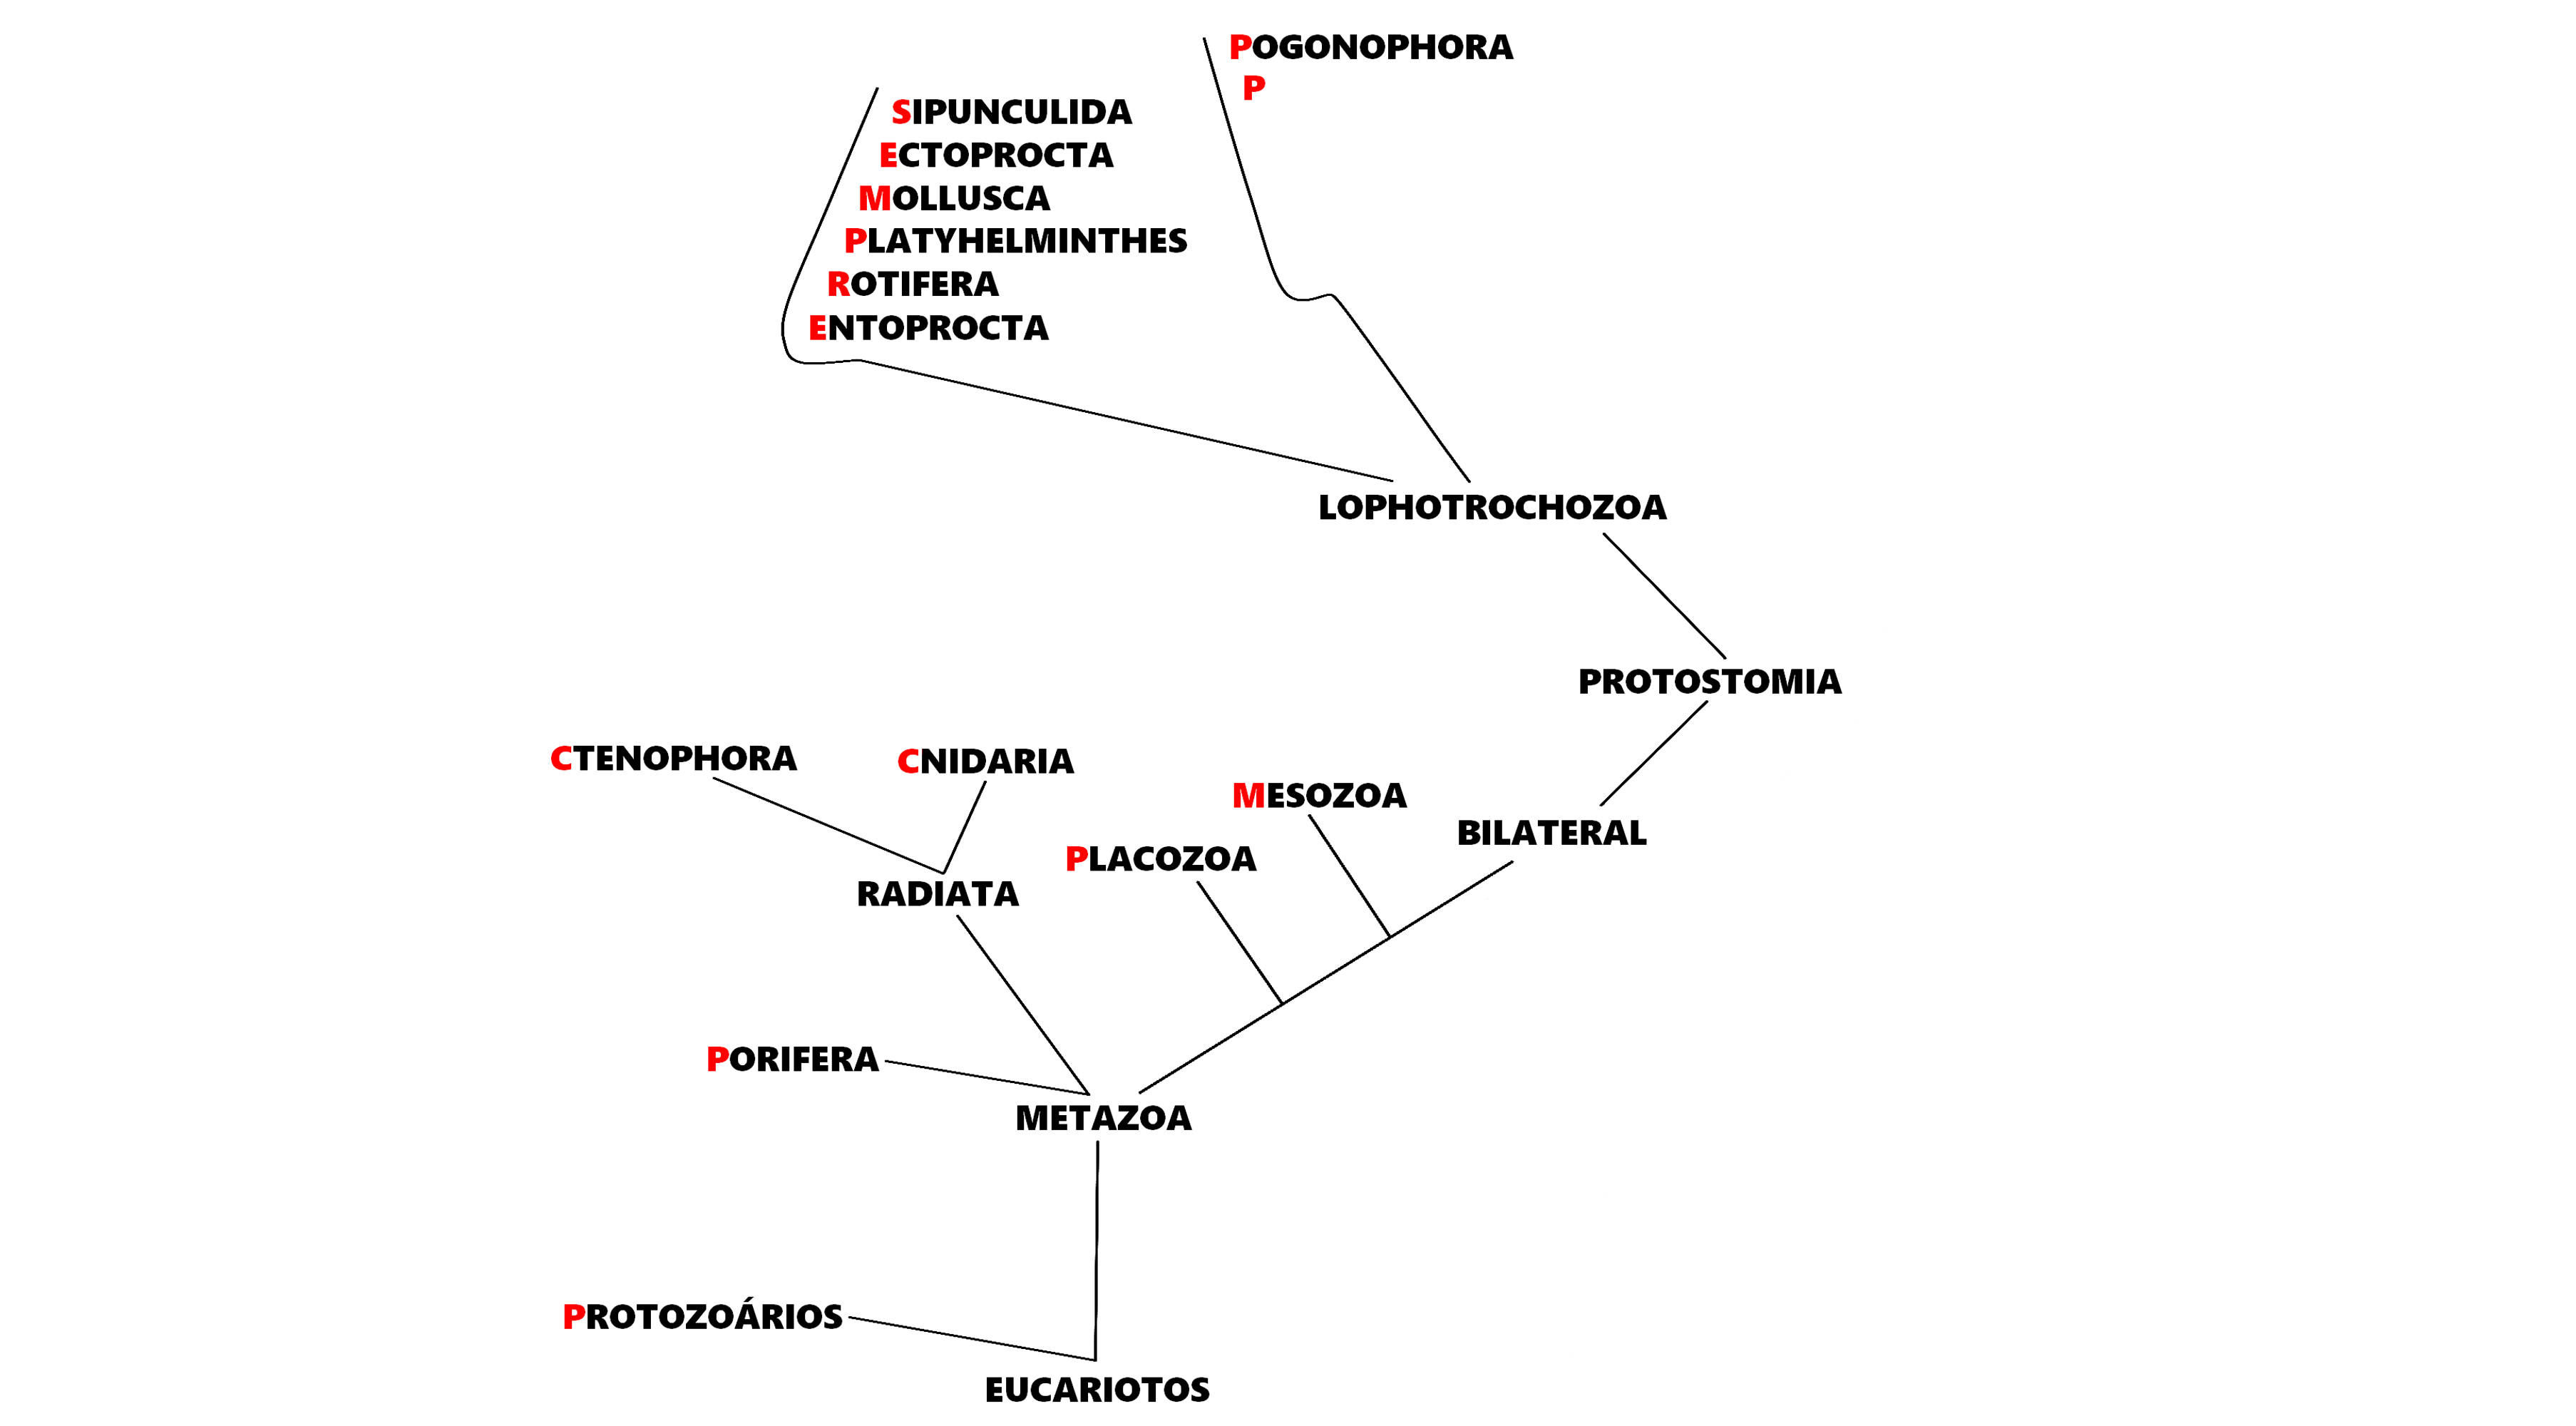 POGONOPHORA
P
SIPUNCULIDA
ECTOPROCTA
MOLLUSCA
PLATYHELMINTHES
ROTIFERA
ENTOPROCTA
LOPHOTROCHOZOA
PROTOSTOMIA
CTENOPHORA
CNIDARIA
MESOZOA
BILATERAL
PLACOZOA
RADIATA
PORIFERA
METAZOA
PROTOZOÁRIOS
EUCARIOTOS